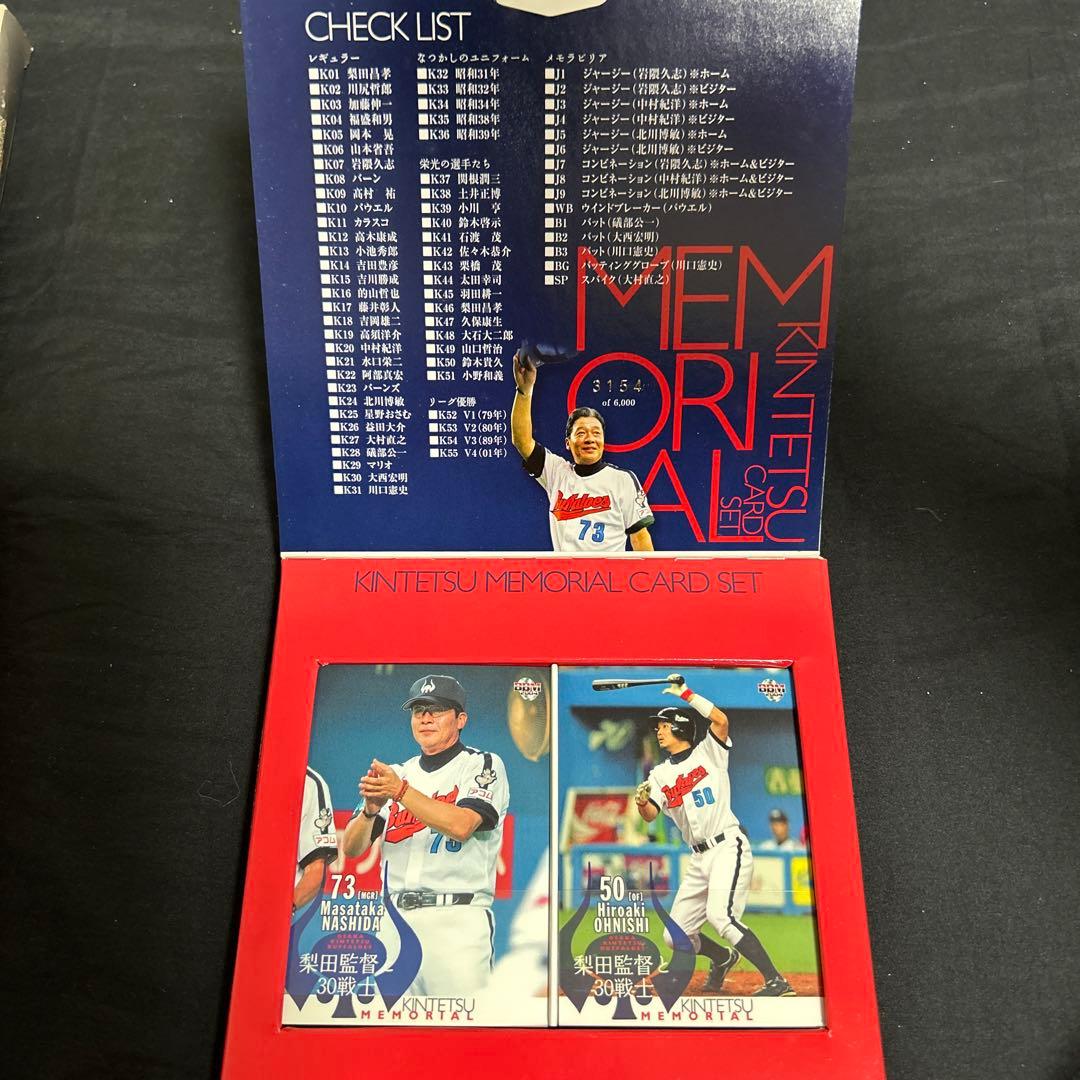 CHECK LIST
レギュラー
■K01 梨田昌孝
■K02 川尻哲郎
■K03 加藤伸一
■K04 福盛和男
■K05 岡本 晃
■K06 山本省吾
■K07 岩隈久志
■K08 バーン
■K09 高村 祐
■K10 パウエル
■K11 カラスコ
■K12 高木康成
■K13 小池秀郎
■K14 吉田豊彦
■K15 吉川勝成
■K16 的山哲也
■K17 藤井彰人
■K18 吉岡雄二
■K19 高須洋介
■K20 中村紀洋
■K21 水口栄二
■K22 阿部真宏
■K23 バーンズ
■K24 北川博敏
■K25 星野おさむ
■K26 益田大介
■K27 大村直之
■K28 礒部公一
■K29 マリオ
■K30 大西宏明
■K31 川口憲史
なつかしのユニフォーム
■K32 昭和31年
■K33 昭和32年
■K34 昭和34年
■K35 昭和38年
■K36 昭和39年
栄光の選手たち
■K37 関根潤三
■K38 土井正博
■K39 小川 亨
■K40 鈴木啓示
■K41 石渡 茂
■K42 佐々木恭介
■K43 栗橋 茂
■K44 太田幸司
■K45 羽田耕一
■K46 梨田昌孝
■K47 久保康生
■K48 大石大二郎
■K49 山口哲治
■K50 鈴木貴久
■K51 小野和義
リーグ優勝
■K52 V1(79年)
■K53 V2(80年)
■K54 V3(89年)
■K55 V4(01年)
メモラビリア
■J1 ジャージー(岩隈久志)※ホーム
■J2 ジャージー(岩隈久志)※ビジター
■J3 ジャージー(中村紀洋)※ホーム
■J4 ジャージー(中村紀洋)※ビジター
■J5 ジャージー(北川博敏)※ホーム
■J6 ジャージー(北川博敏)※ビジター
■J7 コンビネーション(岩隈久志)※ホーム&ビジター
■J8 コンビネーション(中村紀洋)※ホーム&ビジター
■J9 コンビネーション(北川博敏)※ホーム&ビジター
■WB ウインドブレーカー(パウエル)
■B1 バット(礒部公一)
■B2 バット(大西宏明)
■B3 バット(川口憲史)
■BG バッティンググローブ(川口憲史)
■SP スパイク(大村直之)
MEM
ORI
AL
KINTETSU
CARD
SET
3154
of 6,000
Buffaloes
73
KINTETSU MEMORIAL CARD SET
BBM
2004
アコム
アコム
73 [MGR]
Masataka
NASHIDA
OSAKA
KINTETSU
BUFFALOES
梨田監督と
30戦士
KINTETSU
MEMORIAL
BBM
2004
Buffaloes
50
50 [OF]
Hiroaki
OHNISHI
OSAKA
KINTETSU
BUFFALOES
梨田監督と
30戦士
KINTETSU
MEMORIAL